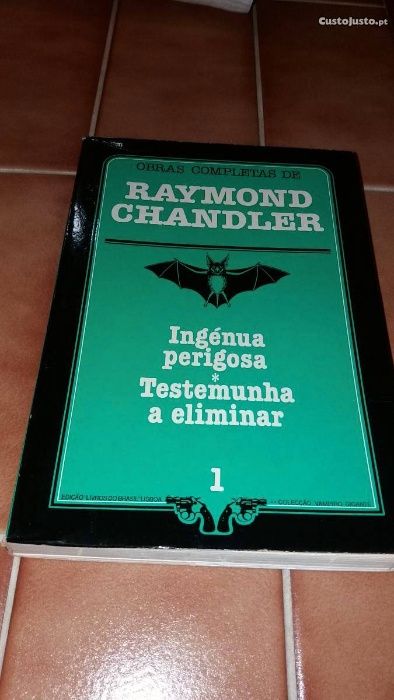 CustoJusto.pt
OBRAS COMPLETAS DE
RAYMOND
CHANDLER
Ingénua
perigosa
*
Testemunha
a eliminar
1
EDIÇÃO LIVROS DO BRASIL LISBOA
COLECÇÃO VAMPIRO GIGANTE